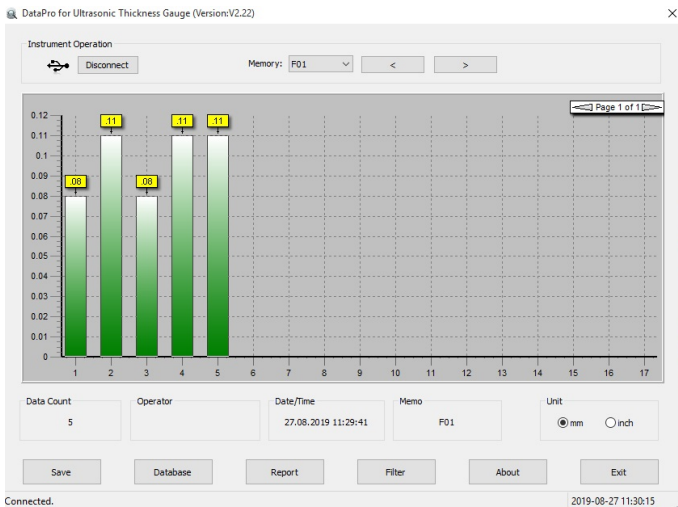 DataPro for Ultrasonic Thickness Gauge (Version:V2.22)
Instrument Operation
Disconnect
Memory: F01
<
>
Page 1 of 1
0.12
0.11
0.1
0.09
0.08
0.07
0.06
0.05
0.04
0.03
0.02
0.01
0
.08
.11
.08
.11
.11
1 2 3 4 5 6 7 8 9 10 11 12 13 14 15 16 17
Data Count
5
Operator
Date/Time
27.08.2019 11:29:41
Memo
F01
Unit
mm
inch
Save
Database
Report
Filter
About
Exit
Connected.
2019-08-27 11:30:15